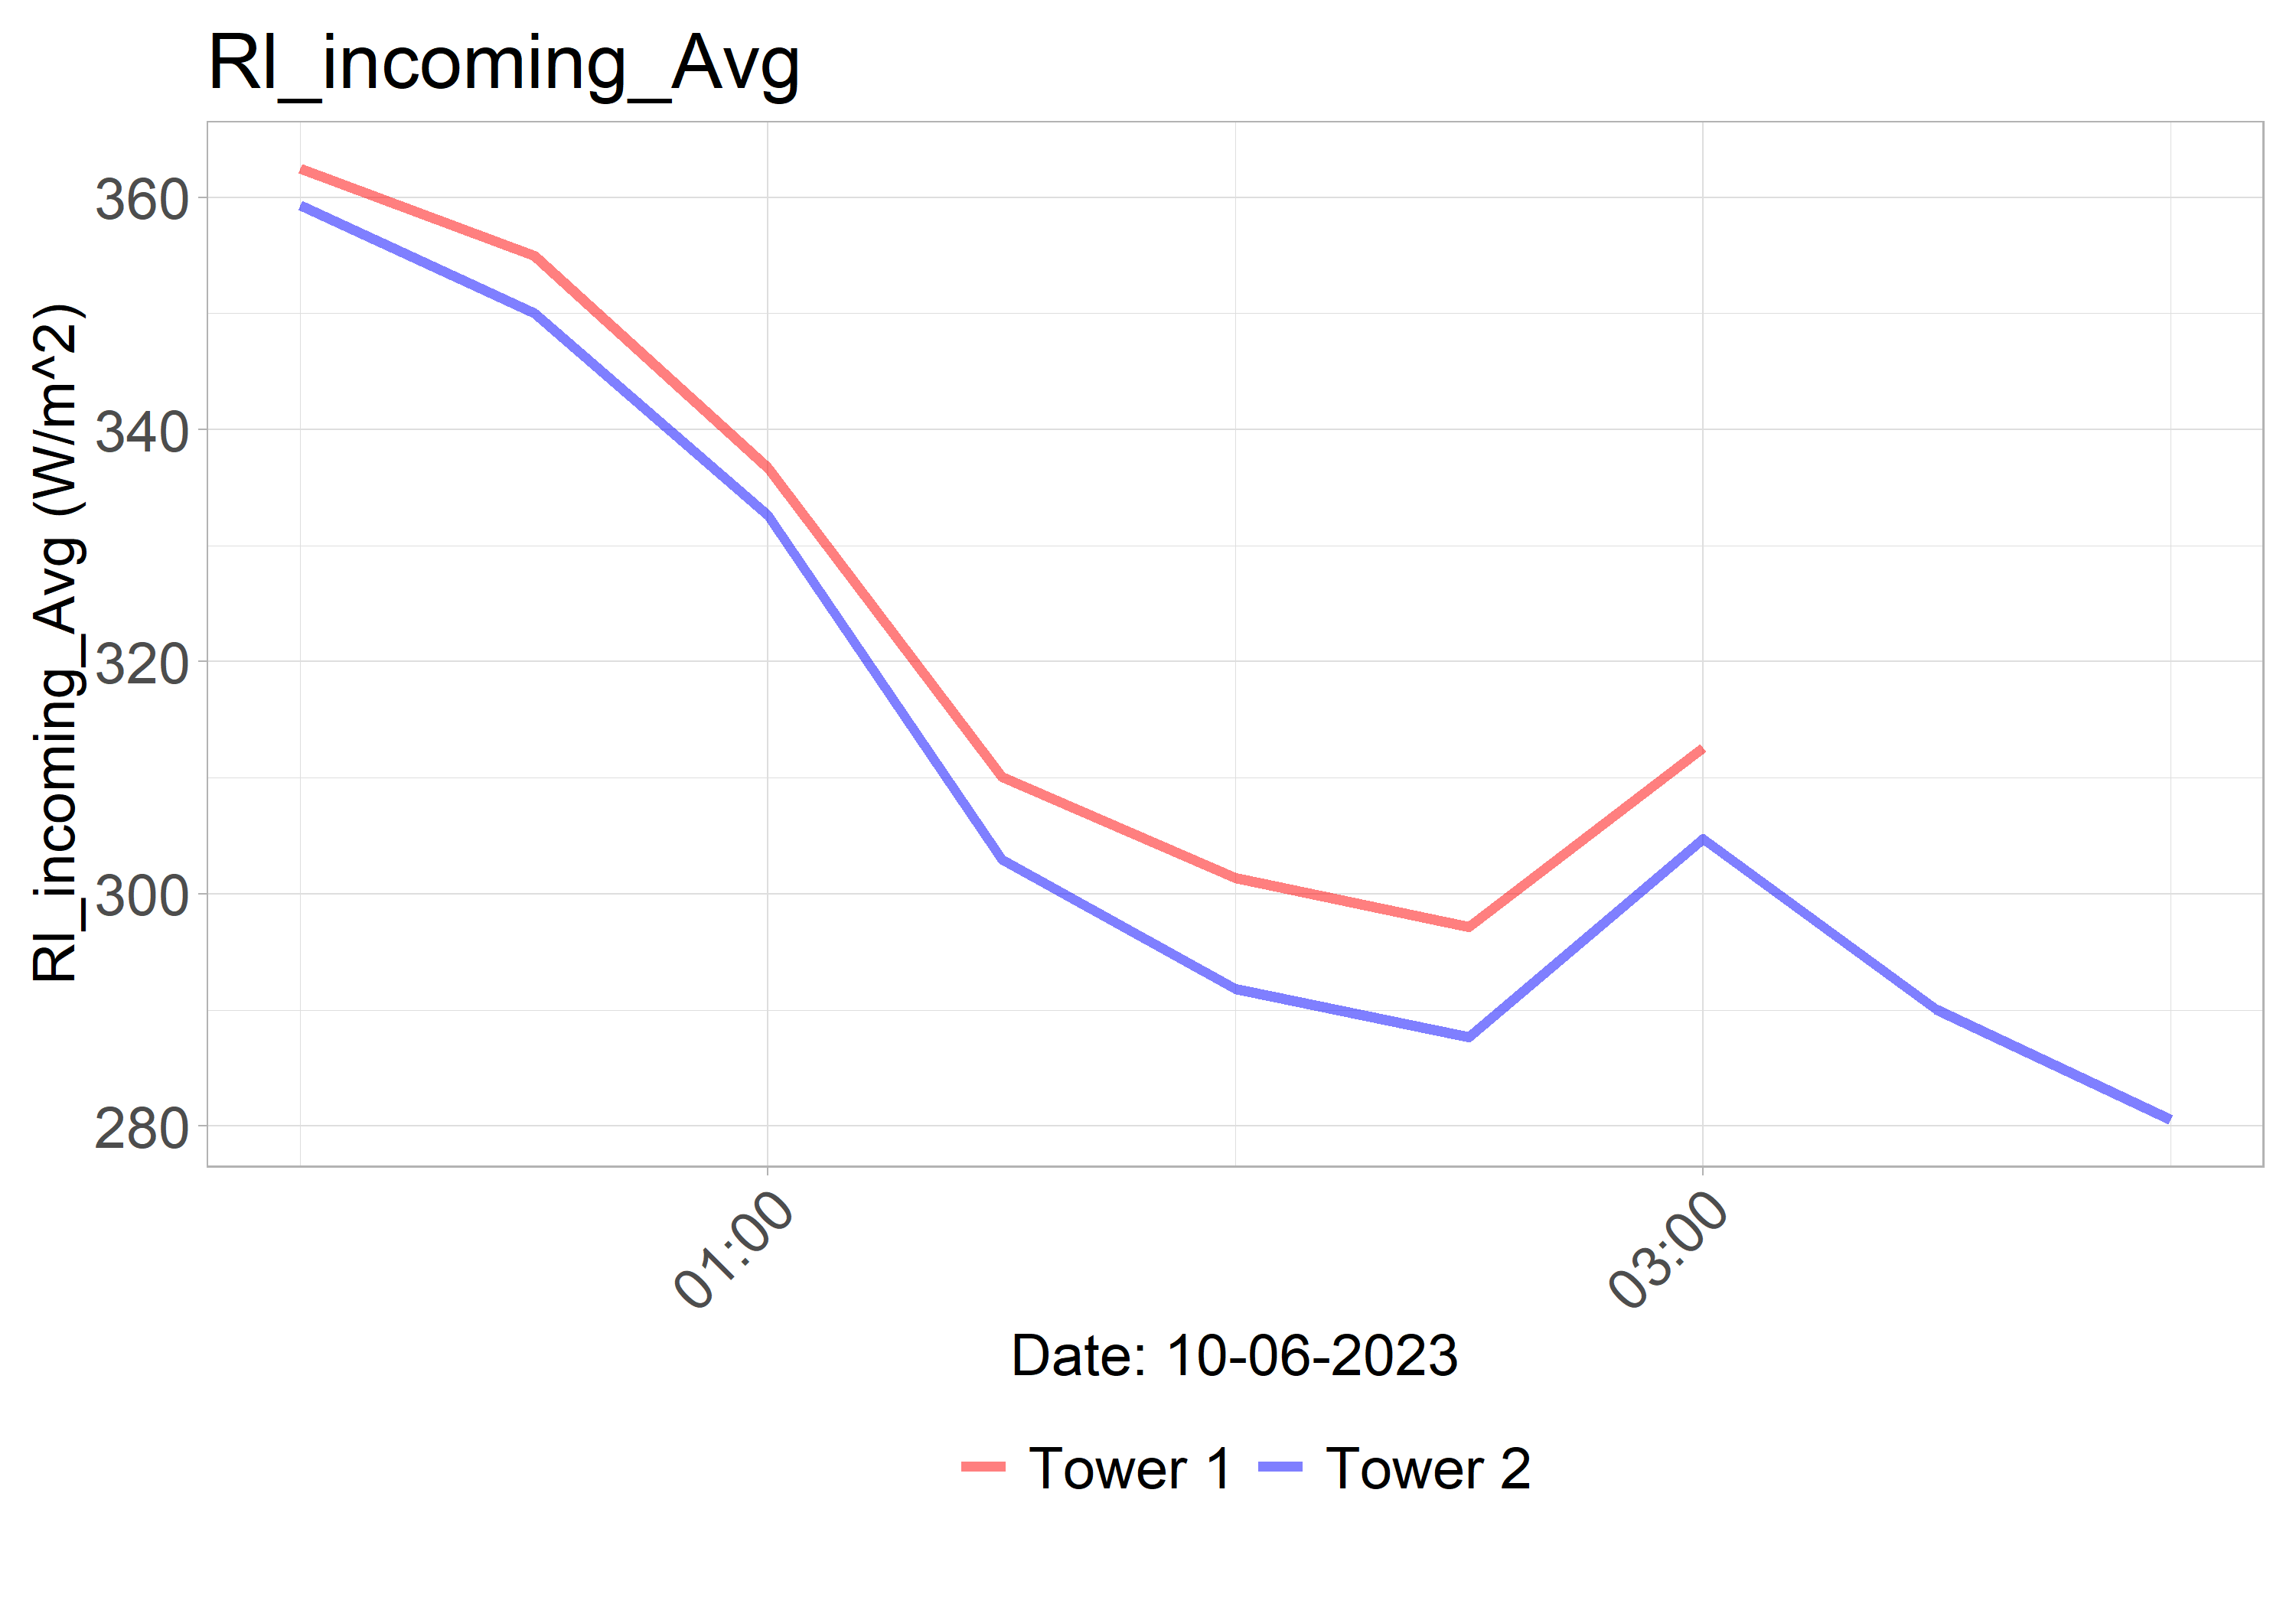 Rl_incoming_Avg
Rl_incoming_Avg (W/m^2)
360
340
320
300
280
01:00
03:00
Date: 10-06-2023
Tower 1
Tower 2